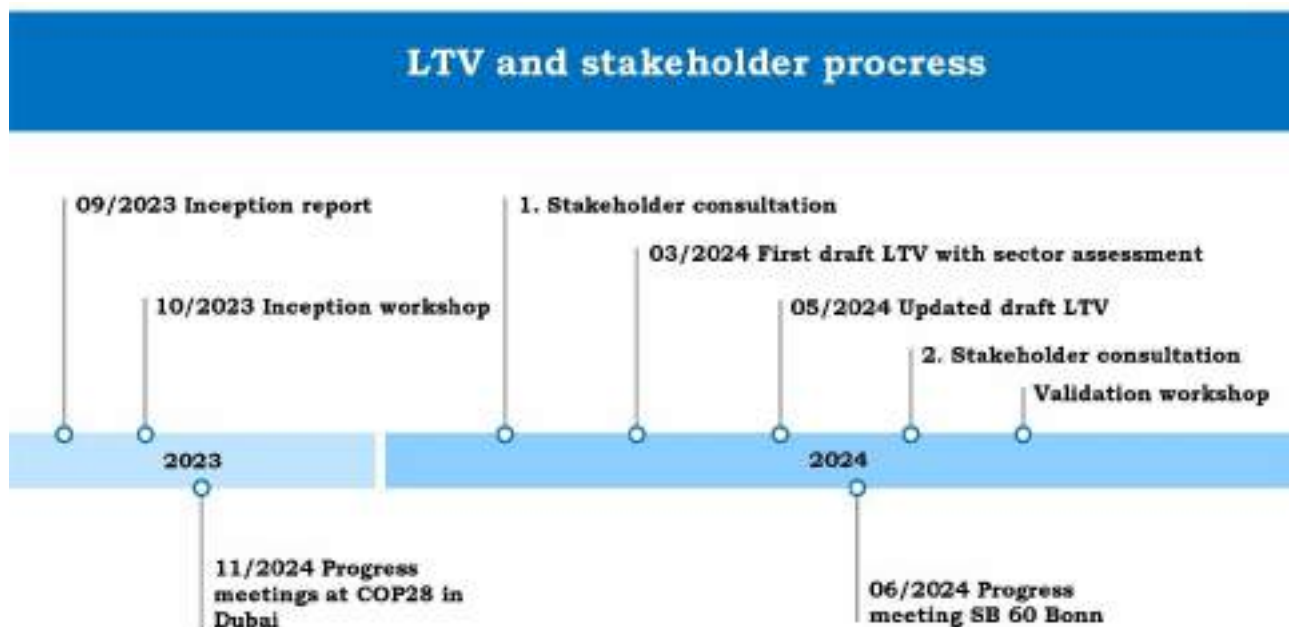 LTV and stakeholder procress
09/2023 Inception report
1. Stakeholder consultation
03/2024 First draft LTV with sector assessment
10/2023 Inception workshop
05/2024 Updated draft LTV
2. Stakeholder consultation
Validation workshop
2023
2024
11/2024 Progress
meetings at COP28 in
Dubai
06/2024 Progress
meeting SB 60 Bonn